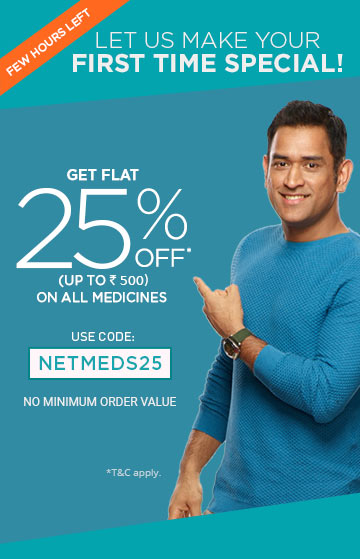 FEW HOURS LEFT
LET US MAKE YOUR
FIRST TIME SPECIAL!
GET FLAT
25%
OFF*
(UP TO ₹ 500)
ON ALL MEDICINES
USE CODE:
NETMEDS25
NO MINIMUM ORDER VALUE
*T&C apply.